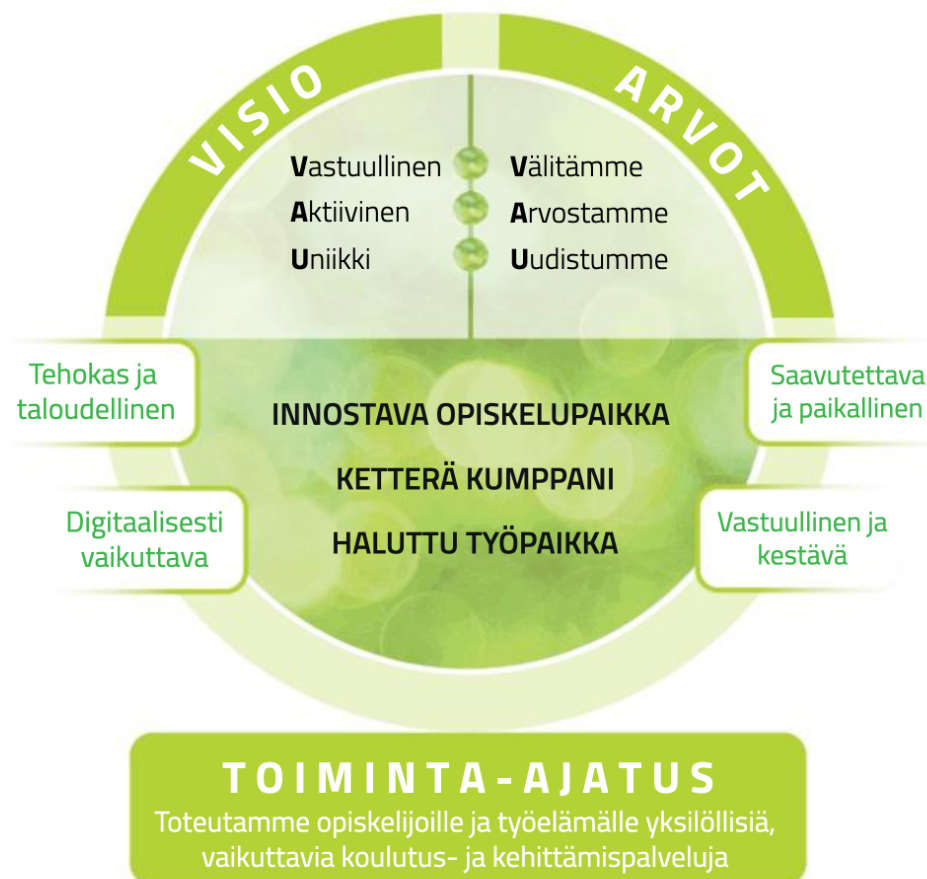 VISIO
ARVOT
Vastuullinen
Aktiivinen
Uniikki
Välitämme
Arvostamme
Uudistumme
Tehokas ja
taloudellinen
Saavutettava
ja paikallinen
INNOSTAVA OPISKELUPAIKKA
KETTERÄ KUMPPANI
HALUTTU TYÖPAIKKA
Digitaalisesti
vaikuttava
Vastuullinen ja
kestävä
TOIMINTA-AJATUS
Toteutamme opiskelijoille ja työelämälle yksilöllisiä,
vaikuttavia koulutus- ja kehittämispalveluja